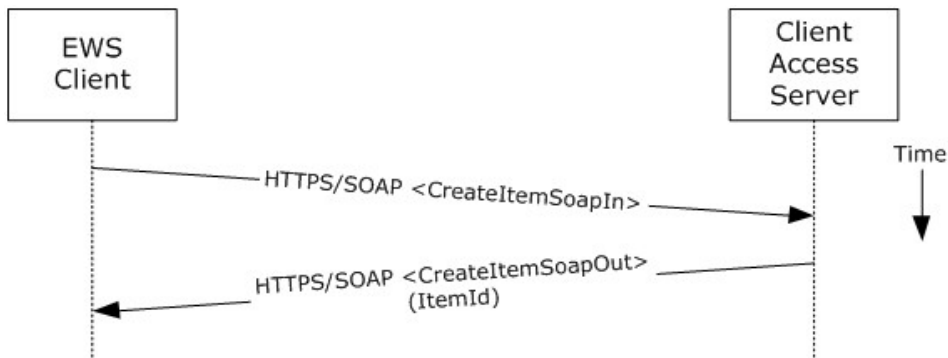 EWS
Client
Client
Access
Server
Time
HTTPS/SOAP <CreateItemSoapIn>
HTTPS/SOAP <CreateItemSoapOut>
(ItemId)